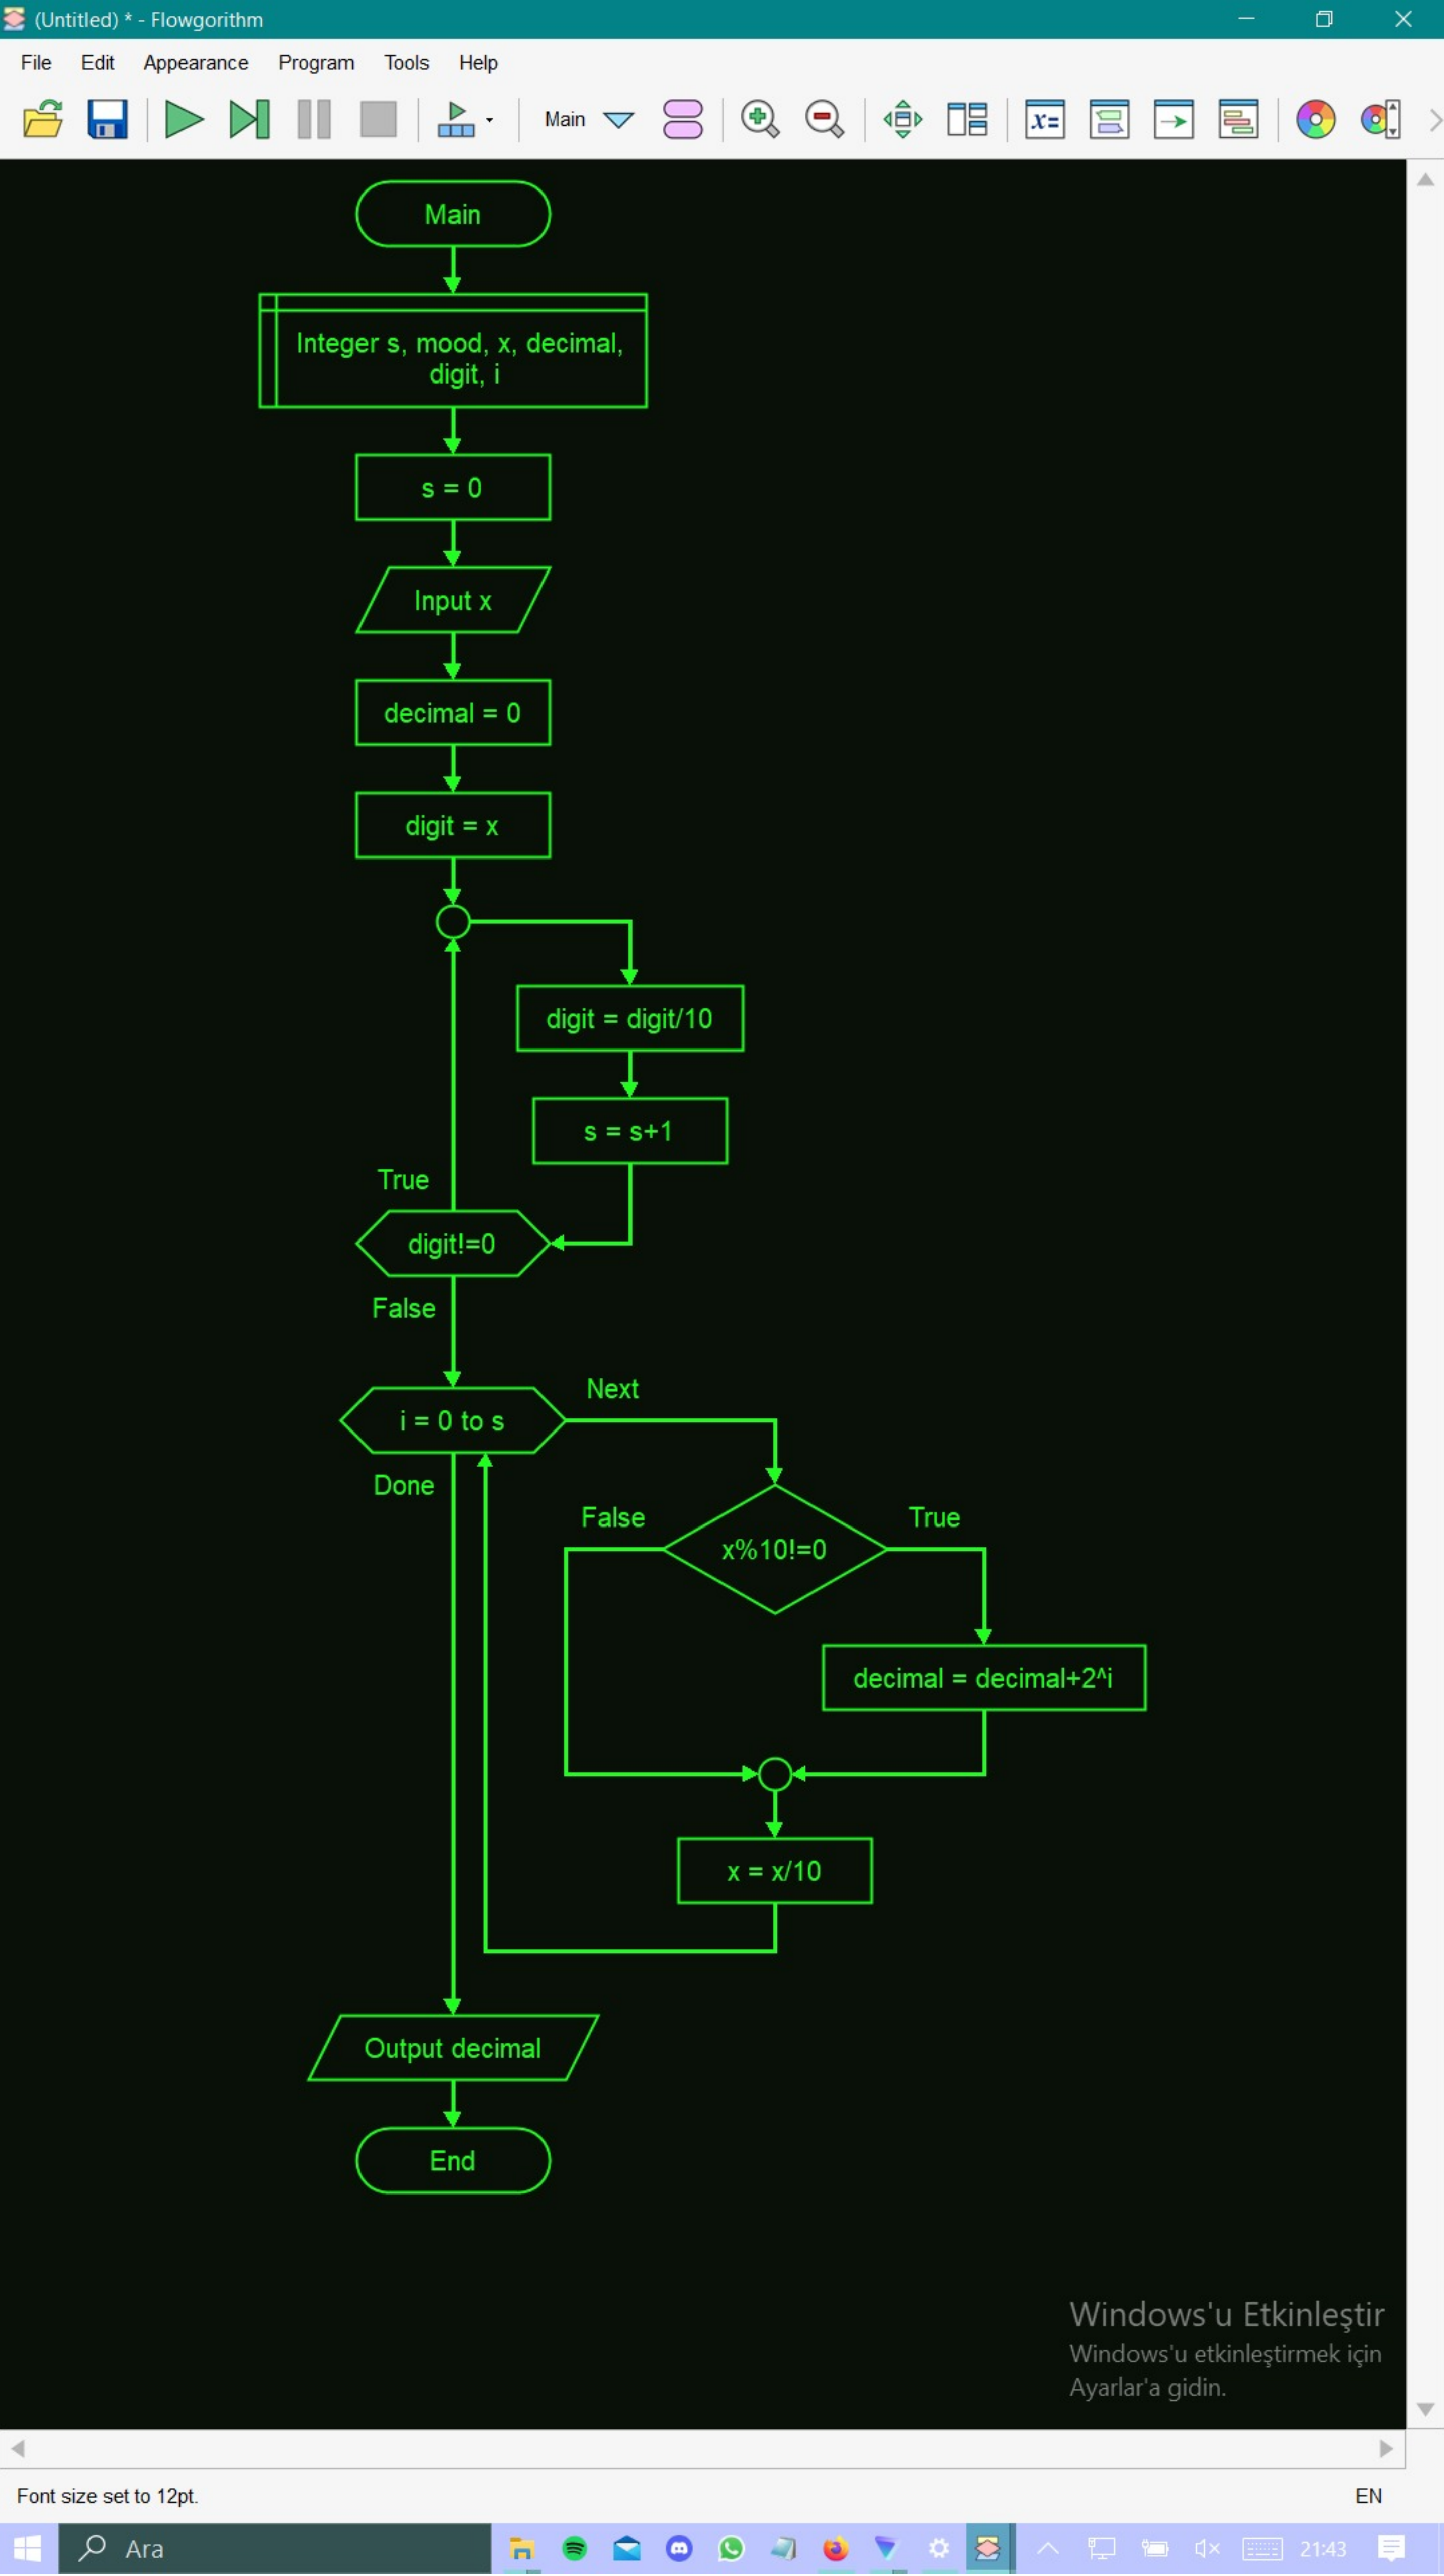 (Untitled) * - Flowgorithm
File Edit Appearance Program Tools Help
Main
x=
Main
Integer s, mood, x, decimal,
digit, i
s = 0
Input x
decimal = 0
digit = x
digit = digit/10
s = s+1
True
digit!=0
False
Next
i = 0 to s
Done
False
True
x%10!=0
decimal = decimal+2^i
x = x/10
Output decimal
End
Windows'u Etkinleştir
Windows'u etkinleştirmek için
Ayarlar'a gidin.
Font size set to 12pt.
EN
Ara
21:43